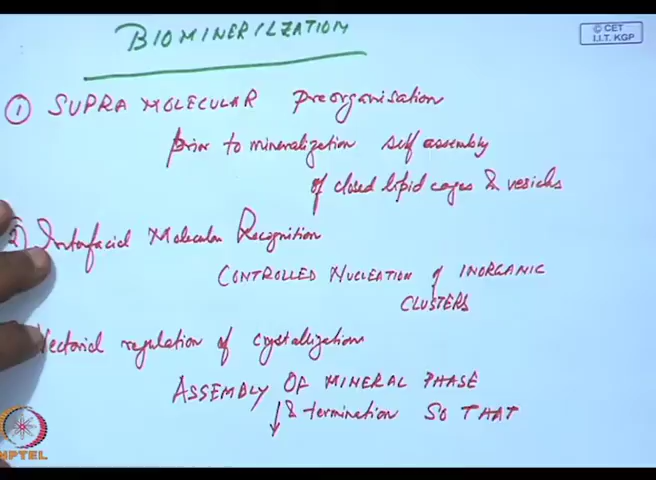 BIOMINERILZATION
© CET
I.I.T. KGP
① SUPRA MOLECULAR Preorganisation
Prior to mineralization self assembly
of closed lipid cages & vesicles
2) Interfacial Molecular Recognition
CONTROLLED NUCLEATION of INORGANIC
CLUSTERS
Vectorial regulation of crystallization
ASSEMBLY OF MINERAL PHASE
↓ & termination SO THAT
NPTEL